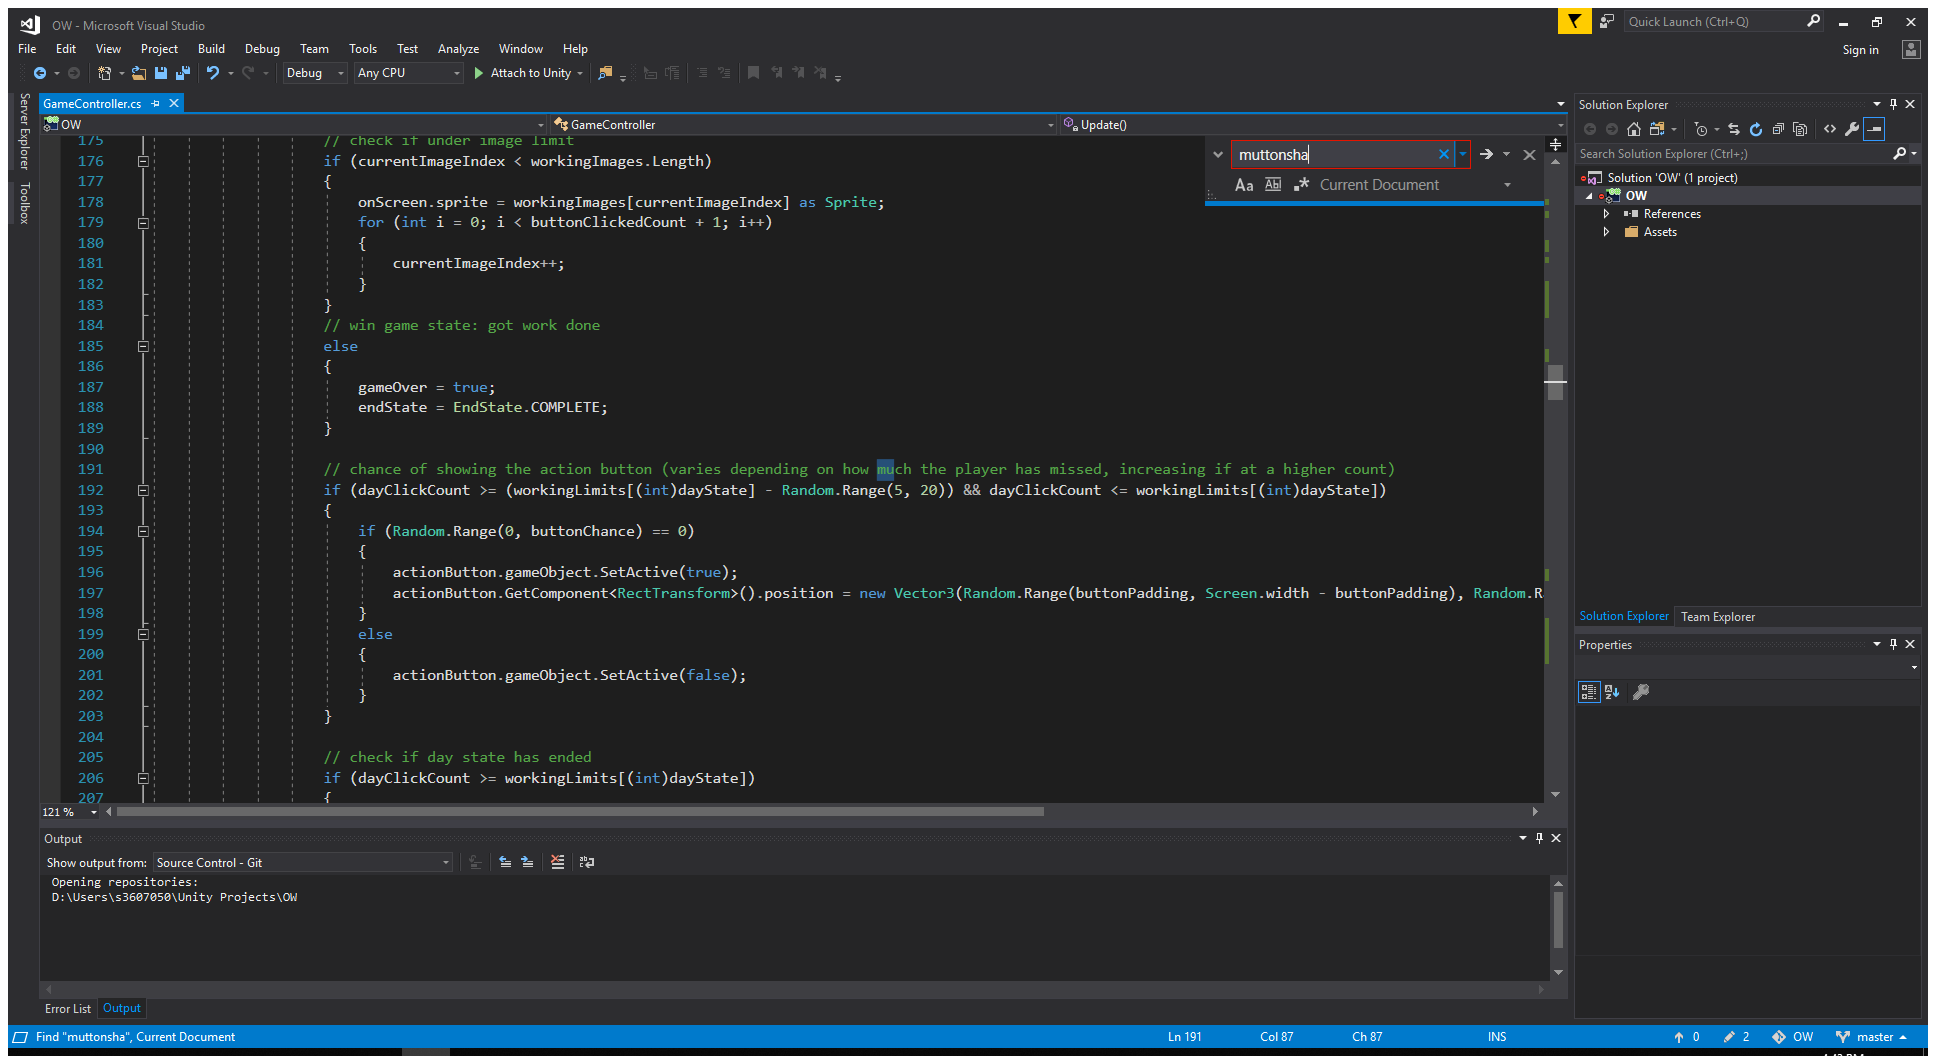 OW - Microsoft Visual Studio
Quick Launch (Ctrl+Q)
File Edit View Project Build Debug Team Tools Test Analyze Window Help
Sign in
Debug Any CPU Attach to Unity
Server Explorer
Toolbox
GameController.cs
OW GameController Update()
muttonsha
Aa Ab| .* Current Document
175 // check if under image limit
176 if (currentImageIndex < workingImages.Length)
177 {
178 onScreen.sprite = workingImages[currentImageIndex] as Sprite;
179 for (int i = 0; i < buttonClickedCount + 1; i++)
180 {
181 currentImageIndex++;
182 }
183 }
184 // win game state: got work done
185 else
186 {
187 gameOver = true;
188 endState = EndState.COMPLETE;
189 }
190
191 // chance of showing the action button (varies depending on how much the player has missed, increasing if at a higher count)
192 if (dayClickCount >= (workingLimits[(int)dayState] - Random.Range(5, 20)) && dayClickCount <= workingLimits[(int)dayState])
193 {
194 if (Random.Range(0, buttonChance) == 0)
195 {
196 actionButton.gameObject.SetActive(true);
197 actionButton.GetComponent<RectTransform>().position = new Vector3(Random.Range(buttonPadding, Screen.width - buttonPadding), Random.R
198 }
199 else
200 {
201 actionButton.gameObject.SetActive(false);
202 }
203 }
204
205 // check if day state has ended
206 if (dayClickCount >= workingLimits[(int)dayState])
207 {
121 %
Solution Explorer
Search Solution Explorer (Ctrl+;)
Solution 'OW' (1 project)
OW
References
Assets
Solution Explorer Team Explorer
Properties
Output
Show output from: Source Control - Git
Opening repositories:
D:\Users\s3607050\Unity Projects\OW
Error List Output
Find "muttonsha", Current Document Ln 191 Col 87 Ch 87 INS 0 2 OW master